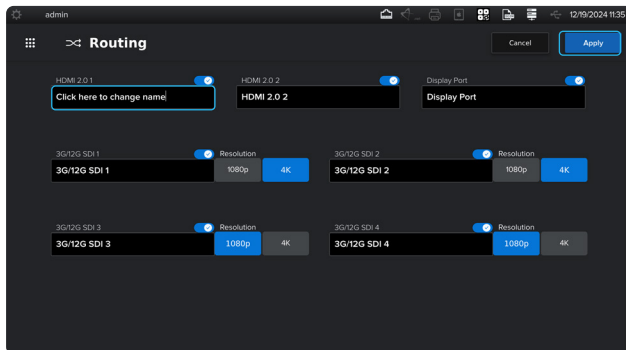 admin
12/19/2024 11:35
Routing
Cancel
Apply
HDMI 2.0 1
HDMI 2.0 2
Display Port
Click here to change name
HDMI 2.0 2
Display Port
3G/12G SDI 1
Resolution
3G/12G SDI 2
Resolution
3G/12G SDI 1
1080p
4K
3G/12G SDI 2
1080p
4K
3G/12G SDI 3
Resolution
3G/12G SDI 4
Resolution
3G/12G SDI 3
1080p
4K
3G/12G SDI 4
1080p
4K